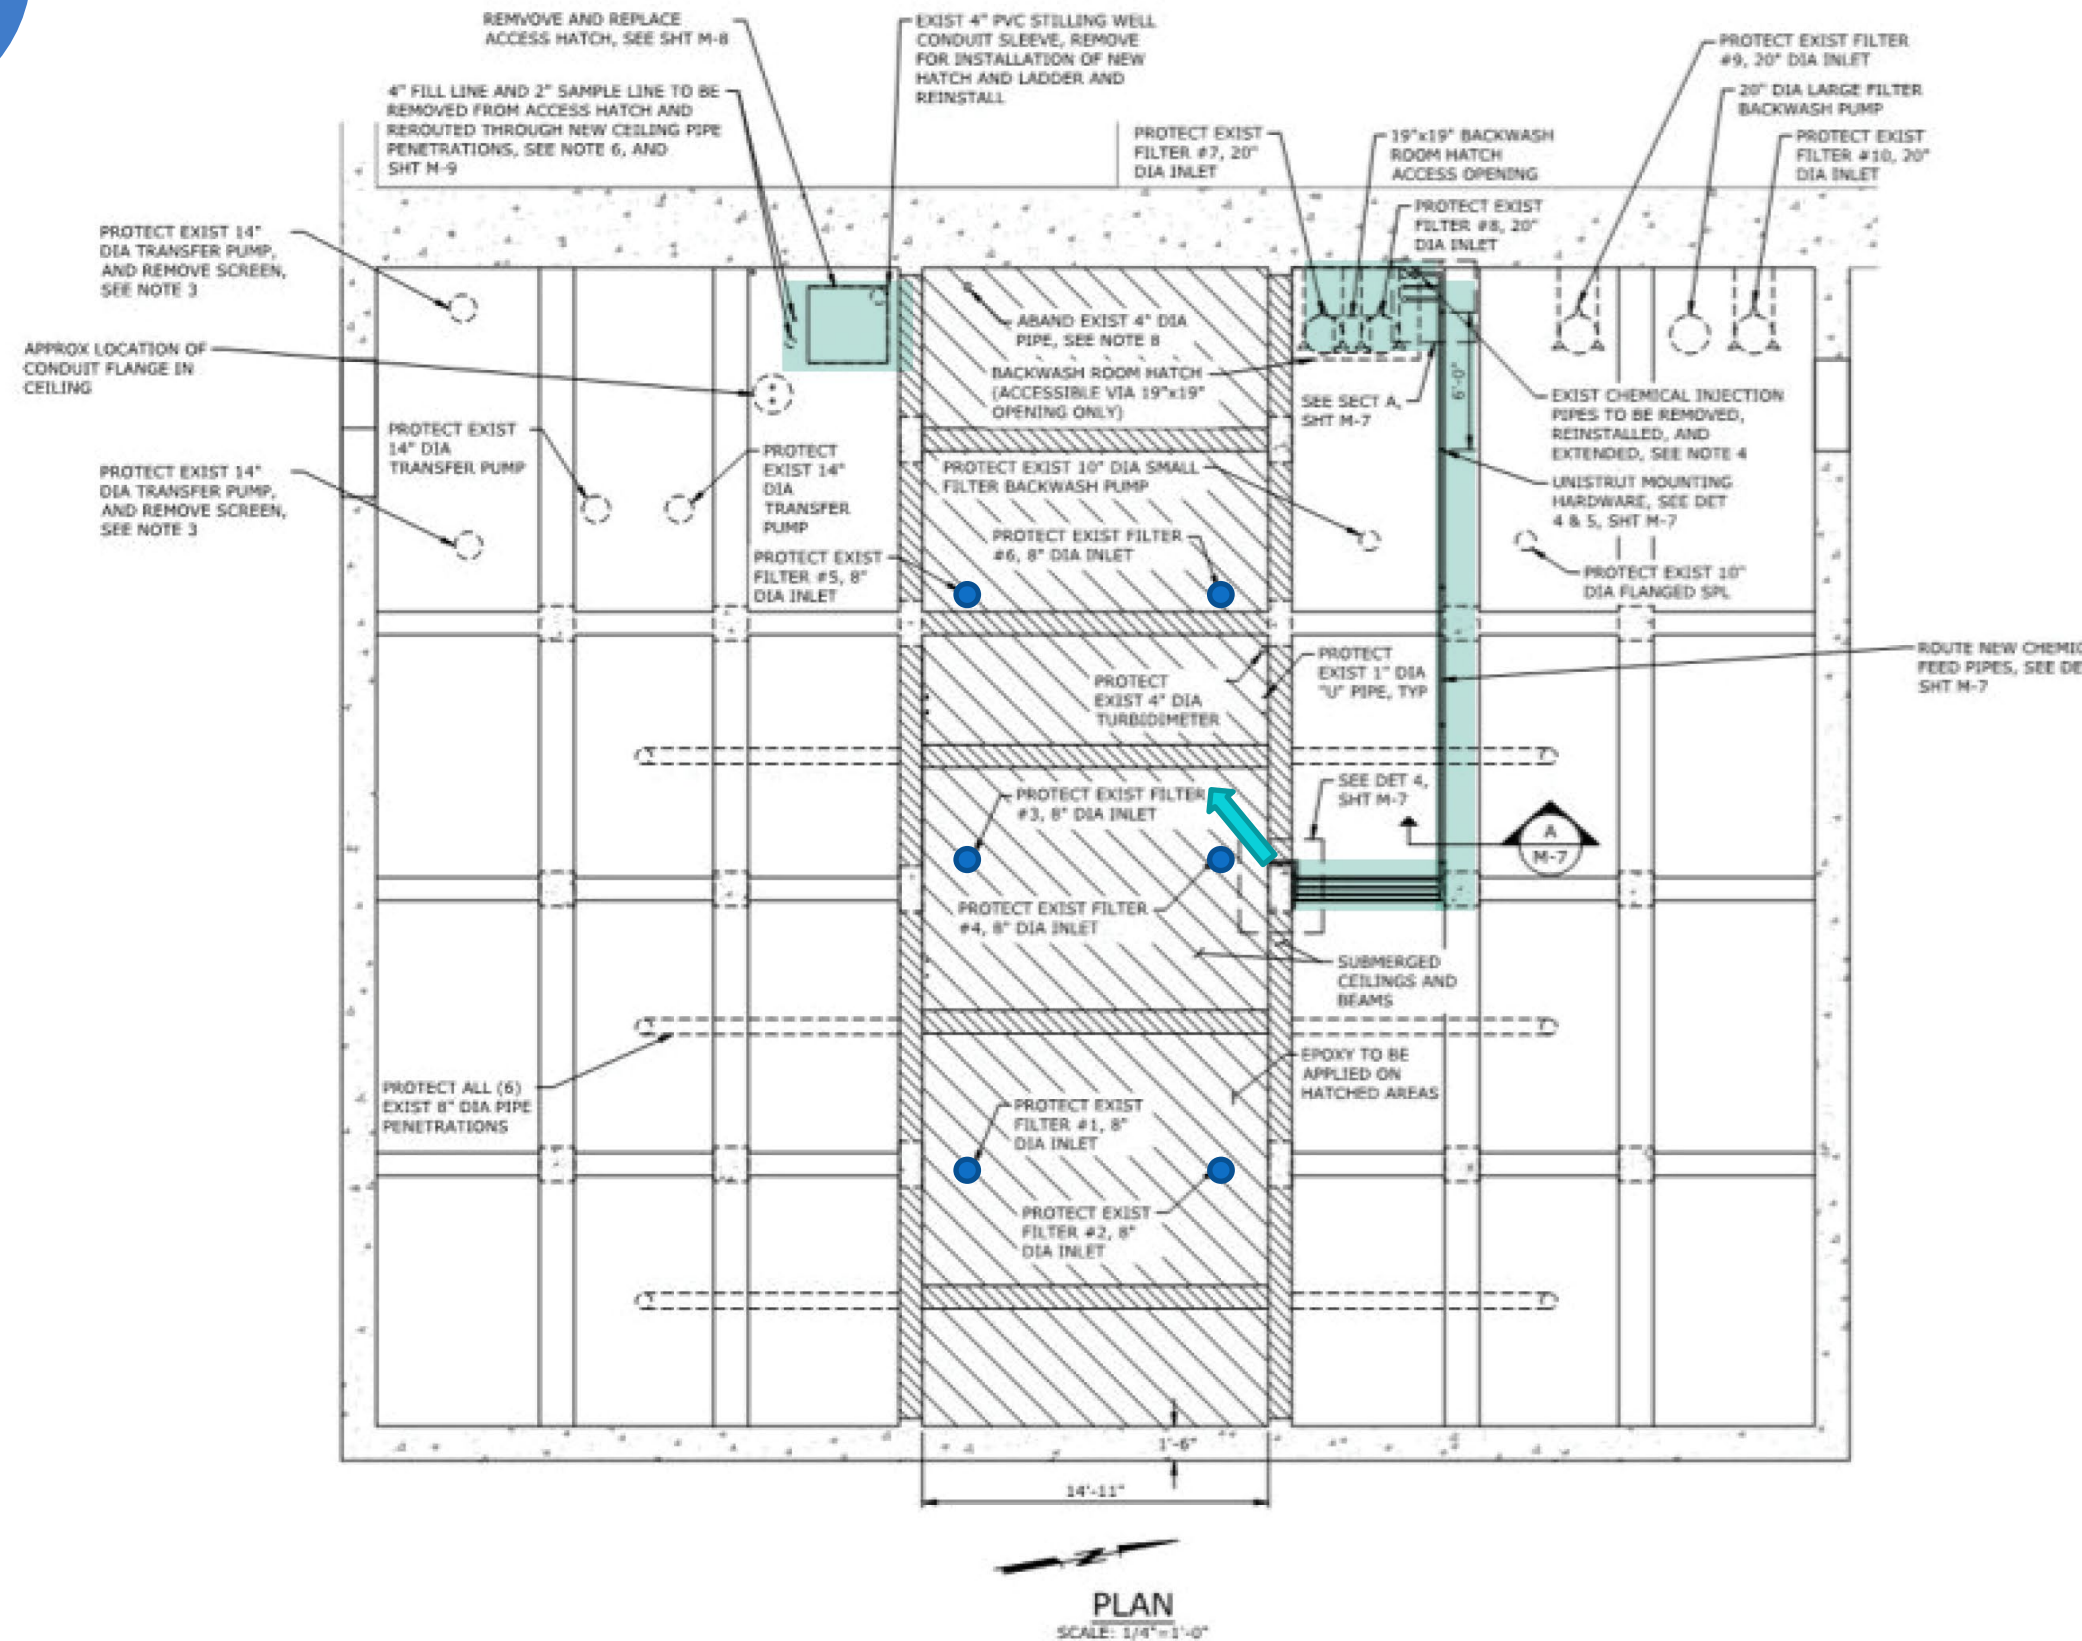 REMVOVE AND REPLACE
ACCESS HATCH, SEE SHT M-8
EXIST 4" PVC STILLING WELL
CONDUIT SLEEVE, REMOVE
FOR INSTALLATION OF NEW
HATCH AND LADDER AND
REINSTALL
PROTECT EXIST FILTER
#9, 20" DIA INLET
20" DIA LARGE FILTER
BACKWASH PUMP
4" FILL LINE AND 2" SAMPLE LINE TO BE
REMOVED FROM ACCESS HATCH AND
REROUTED THROUGH NEW CEILING PIPE
PENETRATIONS, SEE NOTE 6, AND
SHT M-9
PROTECT EXIST
FILTER #7, 20"
DIA INLET
19"x19" BACKWASH
ROOM HATCH
ACCESS OPENING
PROTECT EXIST
FILTER #10, 20"
DIA INLET
PROTECT EXIST
FILTER #8, 20"
DIA INLET
PROTECT EXIST 14"
DIA TRANSFER PUMP,
AND REMOVE SCREEN,
SEE NOTE 3
ABAND EXIST 4" DIA
PIPE, SEE NOTE 8
APPROX LOCATION OF
CONDUIT FLANGE IN
CEILING
BACKWASH ROOM HATCH
(ACCESSIBLE VIA 19"x19"
OPENING ONLY)
SEE SECT A,
SHT M-7
6'-0"
EXIST CHEMICAL INJECTION
PIPES TO BE REMOVED,
REINSTALLED, AND
EXTENDED, SEE NOTE 4
PROTECT EXIST
14" DIA
TRANSFER PUMP
PROTECT
EXIST 14"
DIA
TRANSFER
PUMP
PROTECT EXIST 14"
DIA TRANSFER PUMP,
AND REMOVE SCREEN,
SEE NOTE 3
PROTECT EXIST 10" DIA SMALL
FILTER BACKWASH PUMP
UNISTRUT MOUNTING
HARDWARE, SEE DET
4 & 5, SHT M-7
PROTECT EXIST FILTER
#6, 8" DIA INLET
PROTECT EXIST
FILTER #5, 8"
DIA INLET
PROTECT EXIST 10"
DIA FLANGED SPL
PROTECT
EXIST 4" DIA
TURBIDIMETER
PROTECT
EXIST 1" DIA
"U" PIPE, TYP
ROUTE NEW CHEMIC
FEED PIPES, SEE DE
SHT M-7
PROTECT EXIST FILTER
#3, 8" DIA INLET
SEE DET 4,
SHT M-7
A
M-7
PROTECT EXIST FILTER
#4, 8" DIA INLET
SUBMERGED
CEILINGS AND
BEAMS
EPOXY TO BE
APPLIED ON
HATCHED AREAS
PROTECT ALL (6)
EXIST 8" DIA PIPE
PENETRATIONS
PROTECT EXIST
FILTER #1, 8"
DIA INLET
PROTECT EXIST
FILTER #2, 8"
DIA INLET
1'-6"
14'-11"
N
PLAN
SCALE: 1/4"=1'-0"